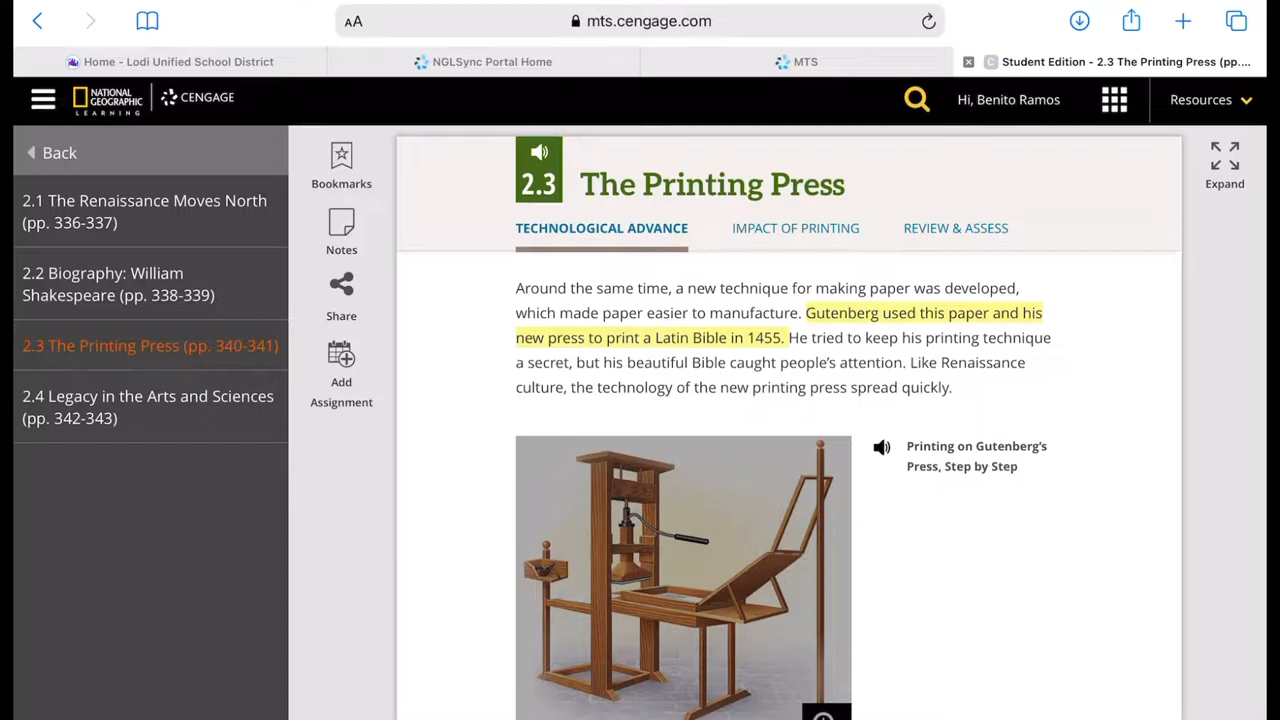 AA mts.cengage.com
Home - Lodi Unified School District NGLSync Portal Home MTS C Student Edition - 2.3 The Printing Press (pp....
NATIONAL GEOGRAPHIC LEARNING CENGAGE Hi, Benito Ramos Resources
Back
2.1 The Renaissance Moves North
(pp. 336-337)
2.2 Biography: William
Shakespeare (pp. 338-339)
2.3 The Printing Press (pp. 340-341)
2.4 Legacy in the Arts and Sciences
(pp. 342-343)
Bookmarks
Notes
Share
Add
Assignment
2.3 The Printing Press
TECHNOLOGICAL ADVANCE IMPACT OF PRINTING REVIEW & ASSESS
Around the same time, a new technique for making paper was developed,
which made paper easier to manufacture. Gutenberg used this paper and his
new press to print a Latin Bible in 1455. He tried to keep his printing technique
a secret, but his beautiful Bible caught people's attention. Like Renaissance
culture, the technology of the new printing press spread quickly.
Printing on Gutenberg's
Press, Step by Step
Expand